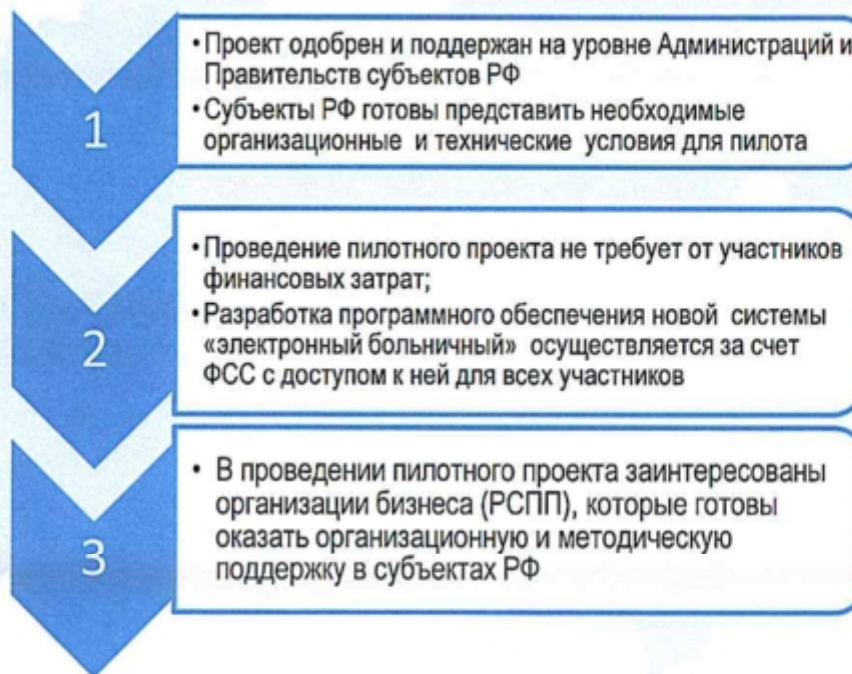 1
• Проект одобрен и поддержан на уровне Администраций и
Правительств субъектов РФ
• Субъекты РФ готовы представить необходимые
организационные и технические условия для пилота
2
• Проведение пилотного проекта не требует от участников
финансовых затрат;
• Разработка программного обеспечения новой системы
«электронный больничный» осуществляется за счет
ФСС с доступом к ней для всех участников
3
• В проведении пилотного проекта заинтересованы
организации бизнеса (РСПП), которые готовы
оказать организационную и методическую
поддержку в субъектах РФ